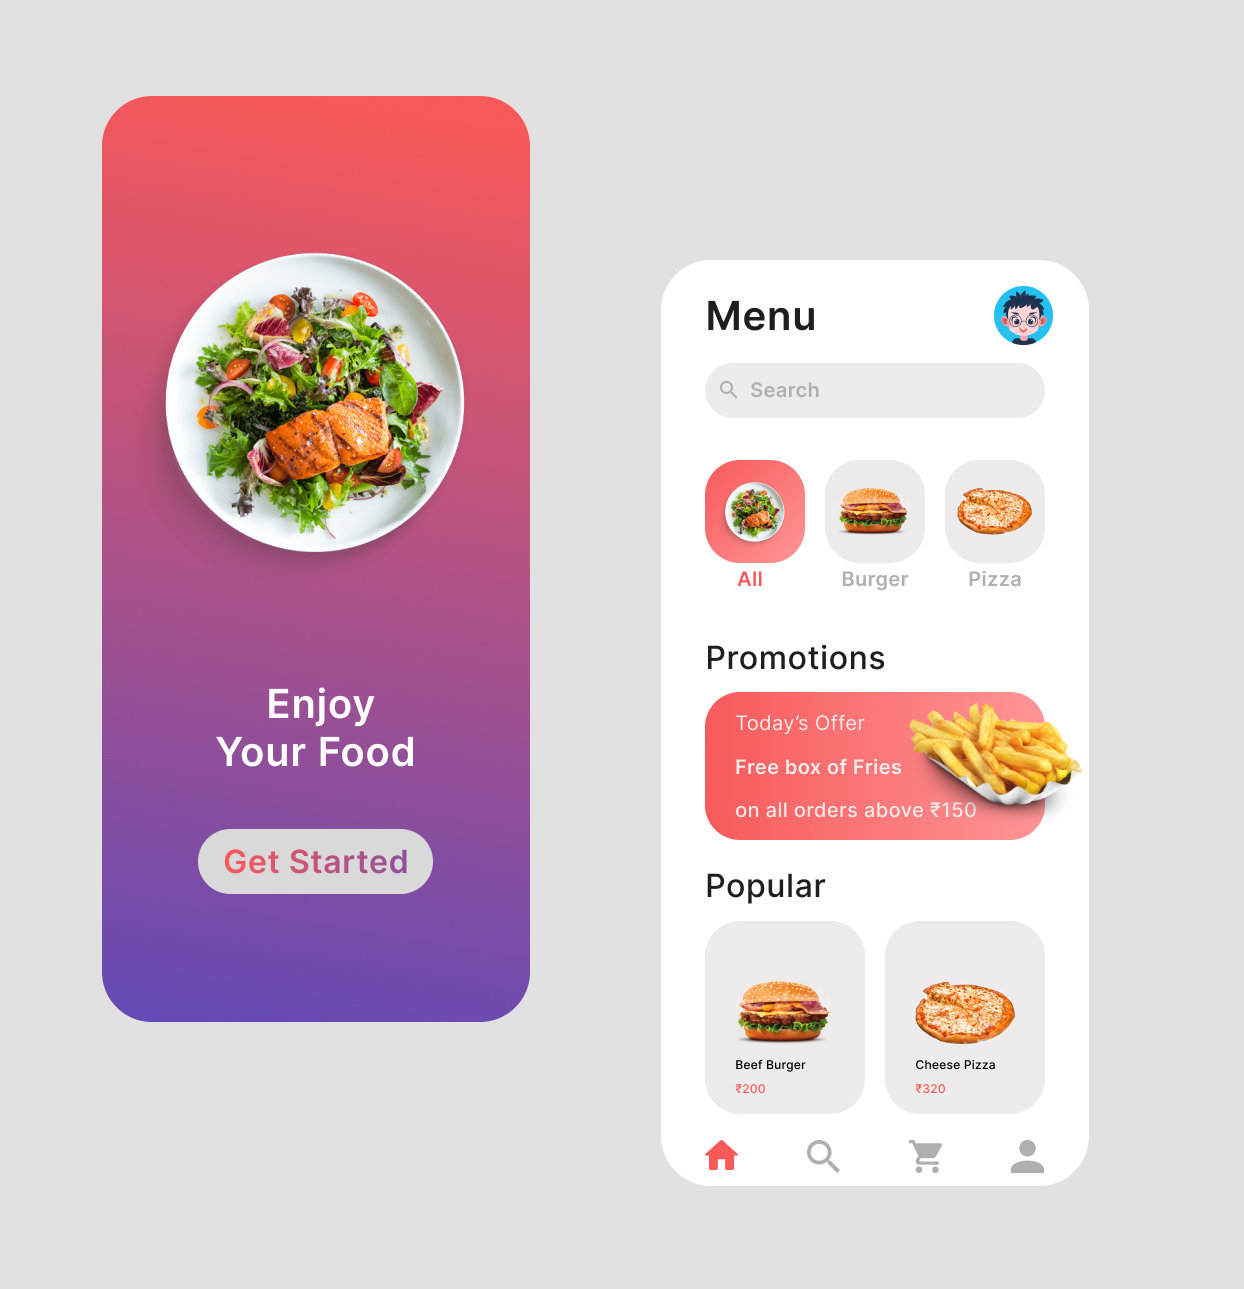 Enjoy
Your Food
Get Started
Menu
Search
All
Burger
Pizza
Promotions
Today’s Offer
Free box of Fries
on all orders above ₹150
Popular
Beef Burger
₹200
Cheese Pizza
₹320